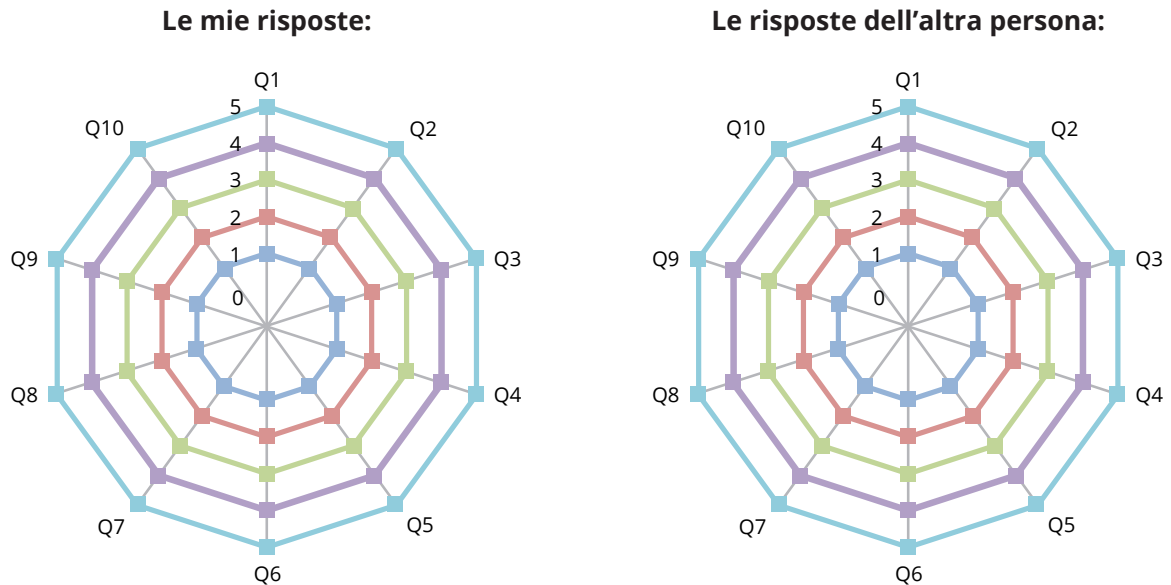 Le mie risposte:
Q1
Q2
Q3
Q4
Q5
Q6
Q7
Q8
Q9
Q10
5
4
3
2
1
0
Le risposte dell’altra persona:
Q1
Q2
Q3
Q4
Q5
Q6
Q7
Q8
Q9
Q10
5
4
3
2
1
0